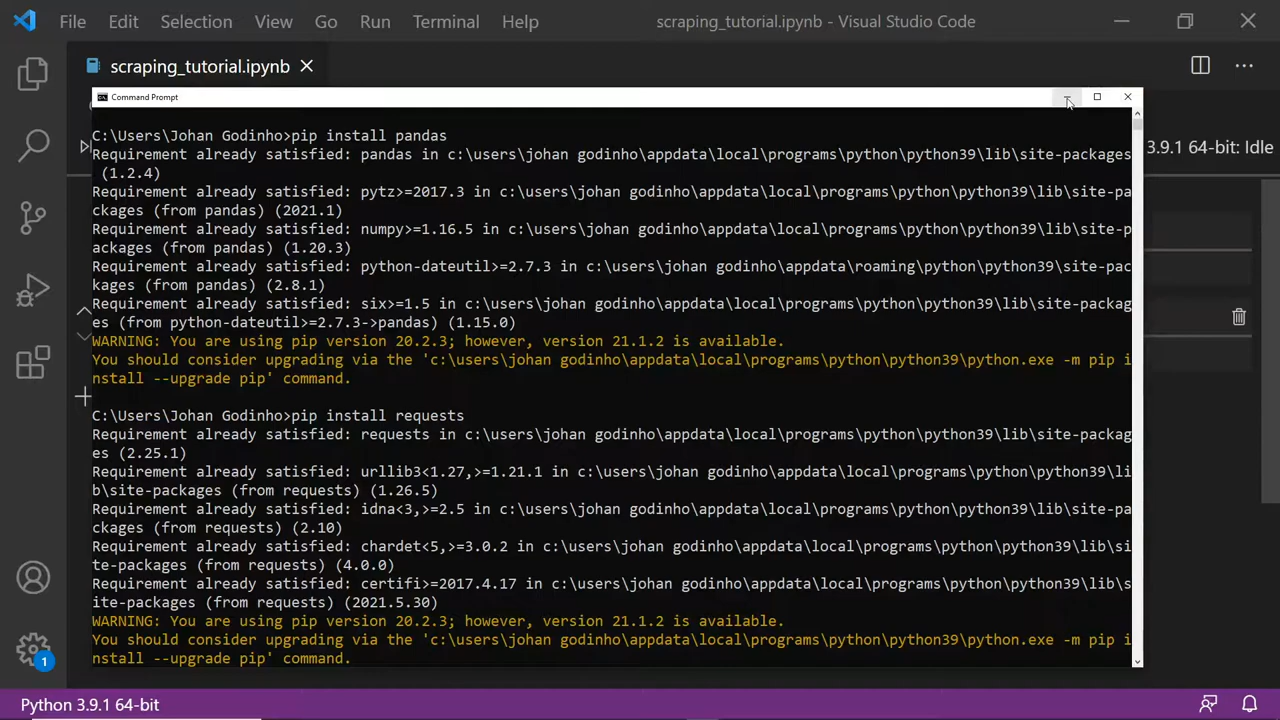 File Edit Selection View Go Run Terminal Help scraping_tutorial.ipynb - Visual Studio Code
scraping_tutorial.ipynb
Command Prompt
C:\Users\Johan Godinho>pip install pandas
Requirement already satisfied: pandas in c:\users\johan godinho\appdata\local\programs\python\python39\lib\site-packages
(1.2.4)
Requirement already satisfied: pytz>=2017.3 in c:\users\johan godinho\appdata\local\programs\python\python39\lib\site-pa
ckages (from pandas) (2021.1)
Requirement already satisfied: numpy>=1.16.5 in c:\users\johan godinho\appdata\local\programs\python\python39\lib\site-p
ackages (from pandas) (1.20.3)
Requirement already satisfied: python-dateutil>=2.7.3 in c:\users\johan godinho\appdata\roaming\python\python39\site-pac
kages (from pandas) (2.8.1)
Requirement already satisfied: six>=1.5 in c:\users\johan godinho\appdata\local\programs\python\python39\lib\site-packag
es (from python-dateutil>=2.7.3->pandas) (1.15.0)
WARNING: You are using pip version 20.2.3; however, version 21.1.2 is available.
You should consider upgrading via the 'c:\users\johan godinho\appdata\local\programs\python\python39\python.exe -m pip i
nstall --upgrade pip' command.
C:\Users\Johan Godinho>pip install requests
Requirement already satisfied: requests in c:\users\johan godinho\appdata\local\programs\python\python39\lib\site-packag
es (2.25.1)
Requirement already satisfied: urllib3<1.27,>=1.21.1 in c:\users\johan godinho\appdata\local\programs\python\python39\li
b\site-packages (from requests) (1.26.5)
Requirement already satisfied: idna<3,>=2.5 in c:\users\johan godinho\appdata\local\programs\python\python39\lib\site-pa
ckages (from requests) (2.10)
Requirement already satisfied: chardet<5,>=3.0.2 in c:\users\johan godinho\appdata\local\programs\python\python39\lib\si
te-packages (from requests) (4.0.0)
Requirement already satisfied: certifi>=2017.4.17 in c:\users\johan godinho\appdata\local\programs\python\python39\lib\s
ite-packages (from requests) (2021.5.30)
WARNING: You are using pip version 20.2.3; however, version 21.1.2 is available.
You should consider upgrading via the 'c:\users\johan godinho\appdata\local\programs\python\python39\python.exe -m pip i
nstall --upgrade pip' command.
3.9.1 64-bit: Idle
1
Python 3.9.1 64-bit